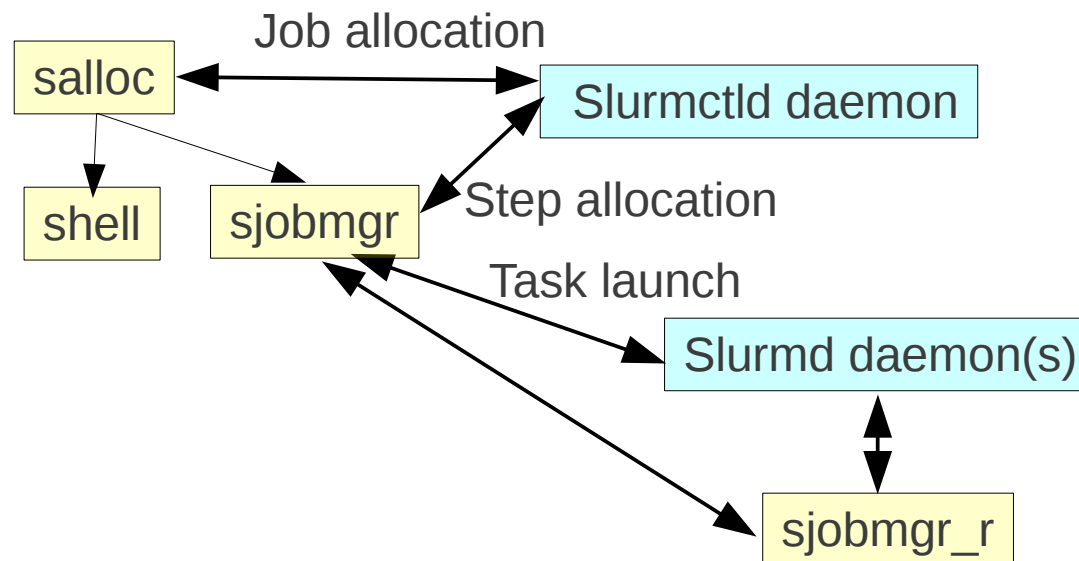 Job allocation
salloc
Slurmctld daemon
shell
sjobmgr
Step allocation
Task launch
Slurmd daemon(s)
sjobmgr_r